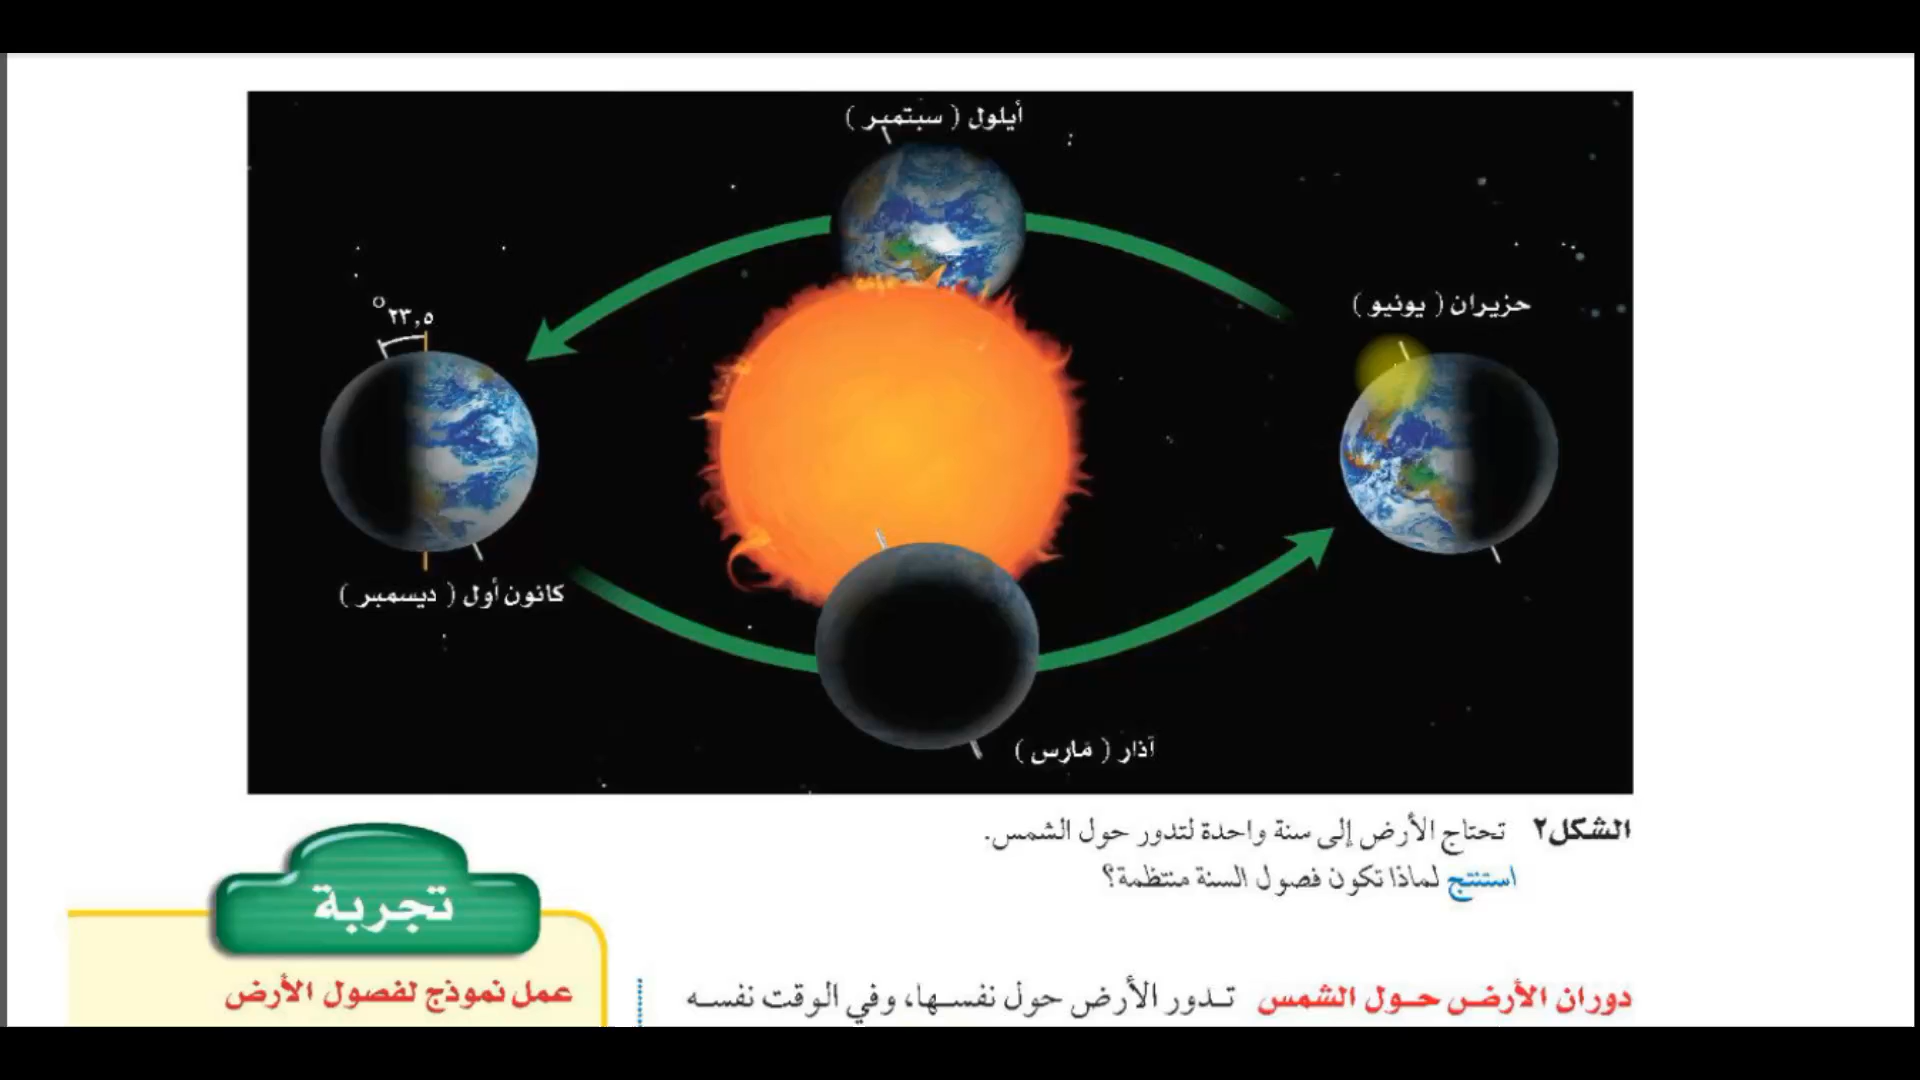 أيلول ( سبتمبر )
حزيران ( يونيو )
٢٣,٥°
كانون أول ( ديسمبر )
آذار ( مارس )
الشكل٢ تحتاج الأرض إلى سنة واحدة لتدور حول الشمس.
استنتج لماذا تكون فصول السنة منتظمة؟
تجربة
عمل نموذج لفصول الأرض
دوران الأرض حول الشمس تدور الأرض حول نفسها، وفي الوقت نفسه